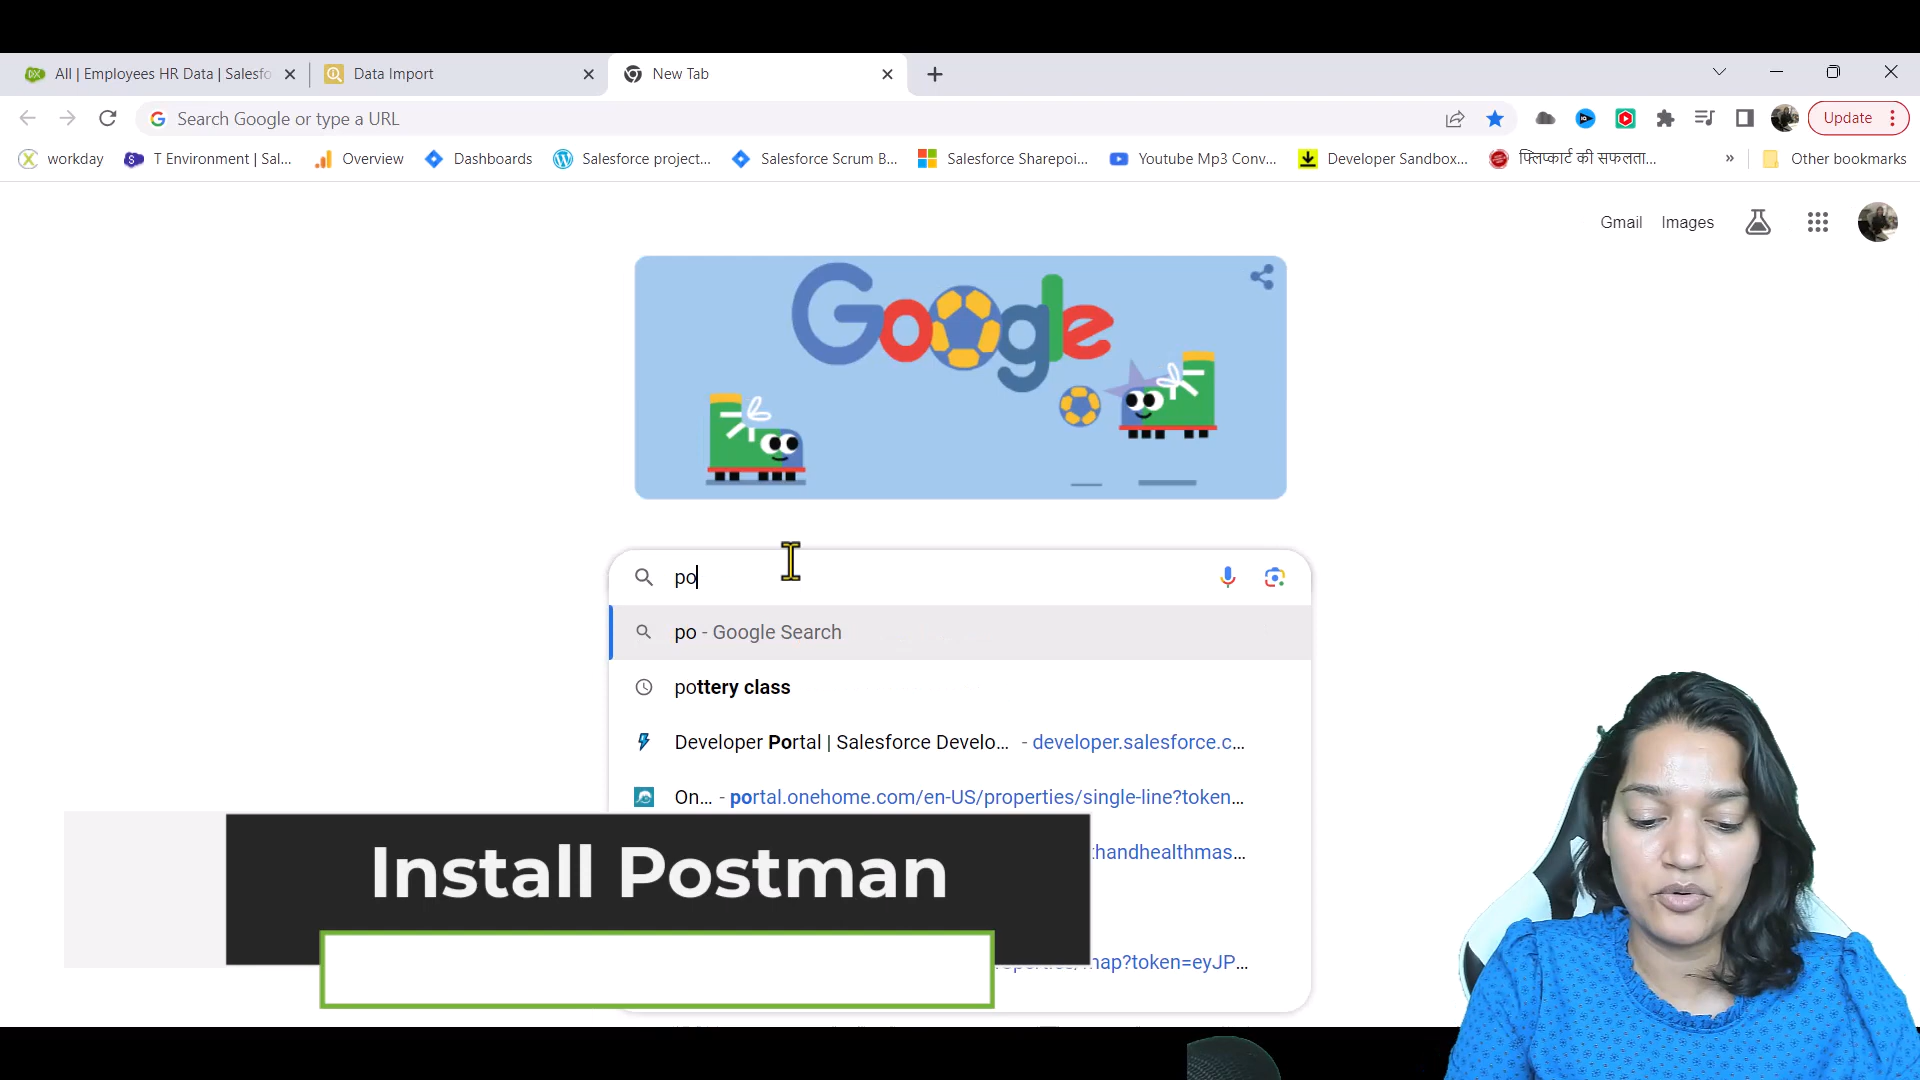 All | Employees HR Data | Salesfo
Data Import
New Tab
Search Google or type a URL
Update
workday
T Environment | Sal...
Overview
Dashboards
Salesforce project...
Salesforce Scrum B...
Salesforce Sharepoi...
Youtube Mp3 Conv...
Developer Sandbox...
फ्लिप्कार्ट की सफलता...
»
Other bookmarks
Gmail
Images
Google
po
po - Google Search
pottery class
Developer Portal | Salesforce Develo... - developer.salesforce.c...
On... - portal.onehome.com/en-US/properties/single-line?token...
thandhealthmas...
Install Postman
map?token=eyJP...